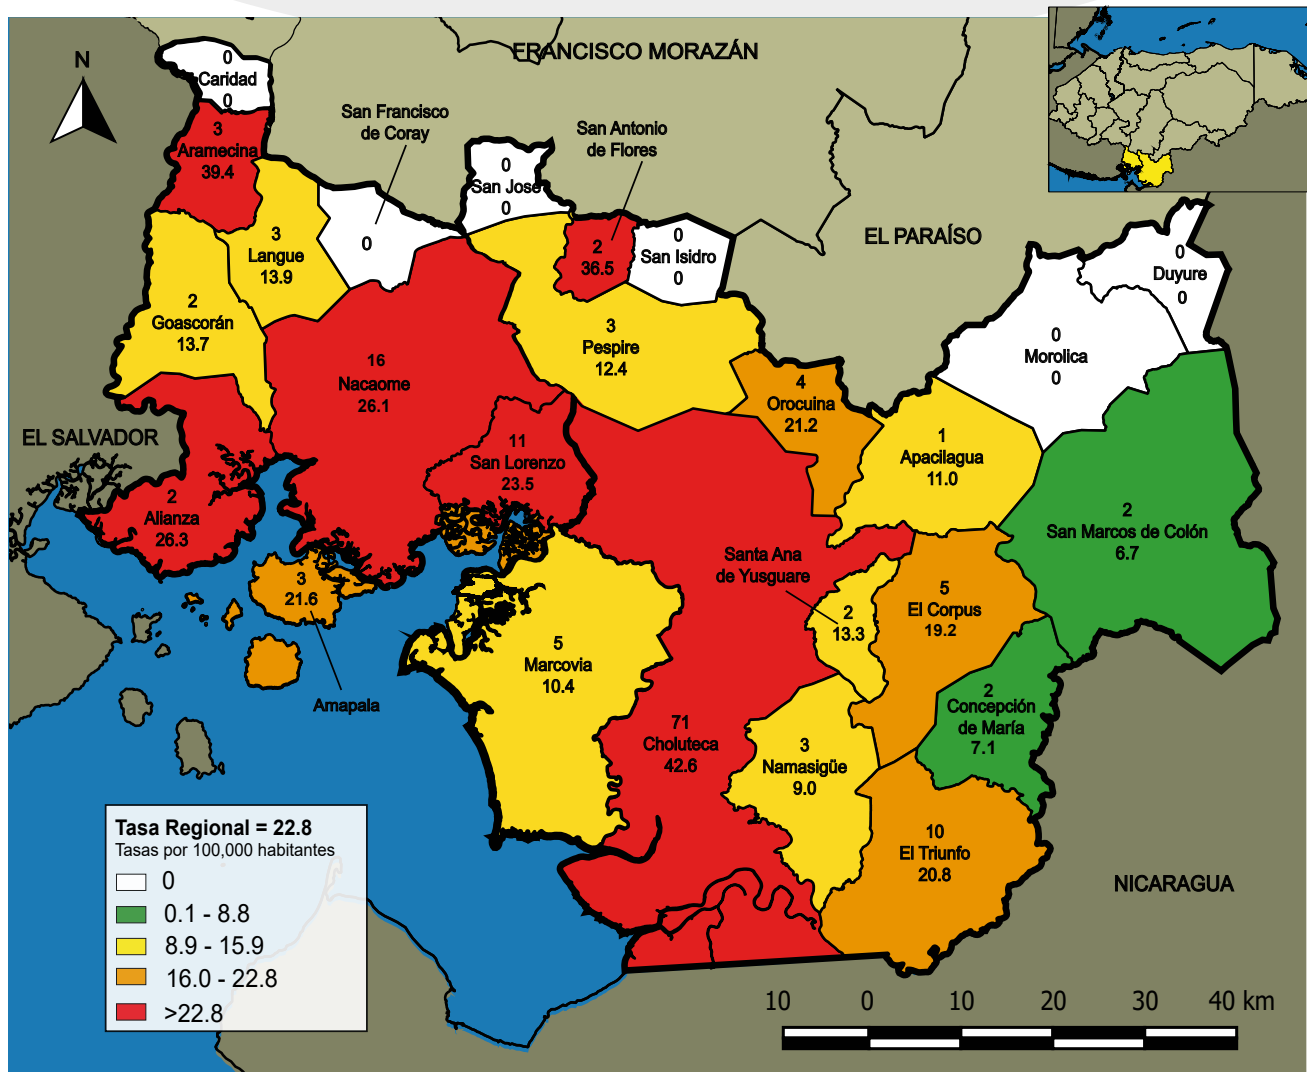 FRANCISCO MORAZÁN
N
0
Caridad
0
San Francisco
de Coray
0
San Antonio
de Flores
3
Aramecina
39.4
0
San José
0
2
36.5
0
San Isidro
0
EL PARAÍSO
0
Duyure
0
3
Langue
13.9
2
Goascorán
13.7
3
Pespire
12.4
0
Morolica
0
16
Nacaome
26.1
4
Orocuina
21.2
EL SALVADOR
11
San Lorenzo
23.5
1
Apacilagua
11.0
2
Alianza
26.3
2
San Marcos de Colón
6.7
Santa Ana
de Yusguare
2
13.3
3
21.6
Amapala
5
El Corpus
19.2
5
Marcovia
10.4
2
Concepción
de María
7.1
71
Choluteca
42.6
3
Namasigüe
9.0
10
El Triunfo
20.8
NICARAGUA
Tasa Regional = 22.8
Tasas por 100,000 habitantes
0
0.1 - 8.8
8.9 - 15.9
16.0 - 22.8
>22.8
10 0 10 20 30 40 km